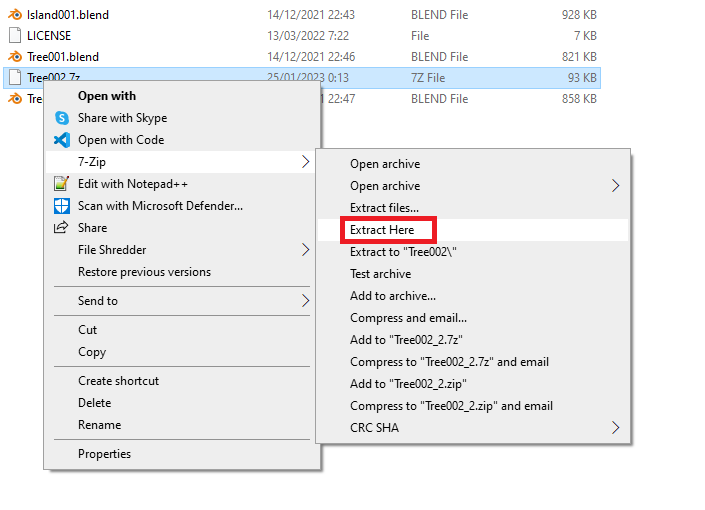 Island001.blend 14/12/2021 22:43 BLEND File 928 KB
LICENSE 13/03/2022 7:22 File 7 KB
Tree001.blend 14/12/2021 22:46 BLEND File 821 KB
Tree002.7z 25/01/2023 0:13 7Z File 93 KB
Tre 2021 22:47 BLEND File 858 KB
Open with
Share with Skype
Open with Code
7-Zip
Edit with Notepad++
Scan with Microsoft Defender...
Share
File Shredder
Restore previous versions
Send to
Cut
Copy
Create shortcut
Delete
Rename
Properties
Open archive
Open archive
Extract files...
Extract Here
Extract to "Tree002\"
Test archive
Add to archive...
Compress and email...
Add to "Tree002_2.7z"
Compress to "Tree002_2.7z" and email
Add to "Tree002_2.zip"
Compress to "Tree002_2.zip" and email
CRC SHA